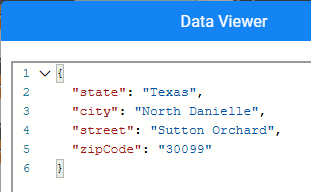 Data Viewer
1 {
2 "state": "Texas",
3 "city": "North Danielle",
4 "street": "Sutton Orchard",
5 "zipCode": "30099"
6 }